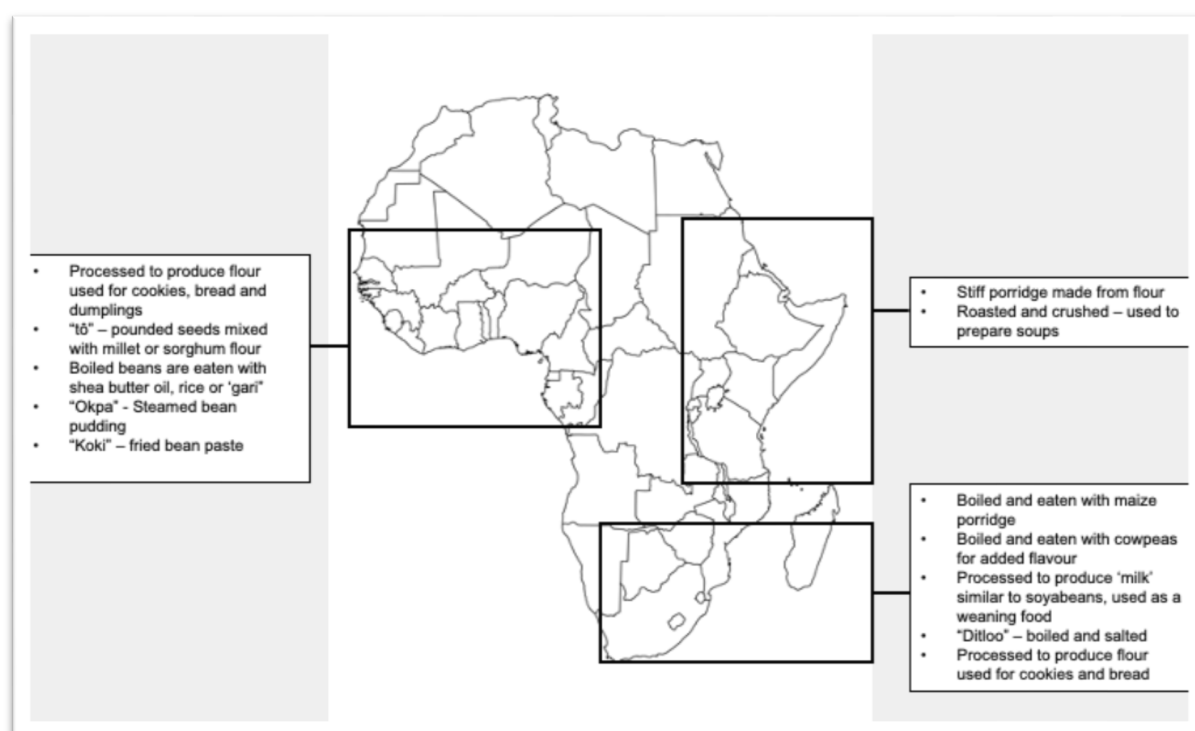 • Processed to produce flour
used for cookies, bread and
dumplings
• “tô” – pounded seeds mixed
with millet or sorghum flour
• Boiled beans are eaten with
shea butter oil, rice or ‘gari”
• “Okpa” - Steamed bean
pudding
• “Koki” – fried bean paste
• Stiff porridge made from flour
• Roasted and crushed – used to
prepare soups
• Boiled and eaten with maize
porridge
• Boiled and eaten with cowpeas
for added flavour
• Processed to produce ‘milk’
similar to soyabeans, used as a
weaning food
• “Ditloo” – boiled and salted
• Processed to produce flour
used for cookies and bread